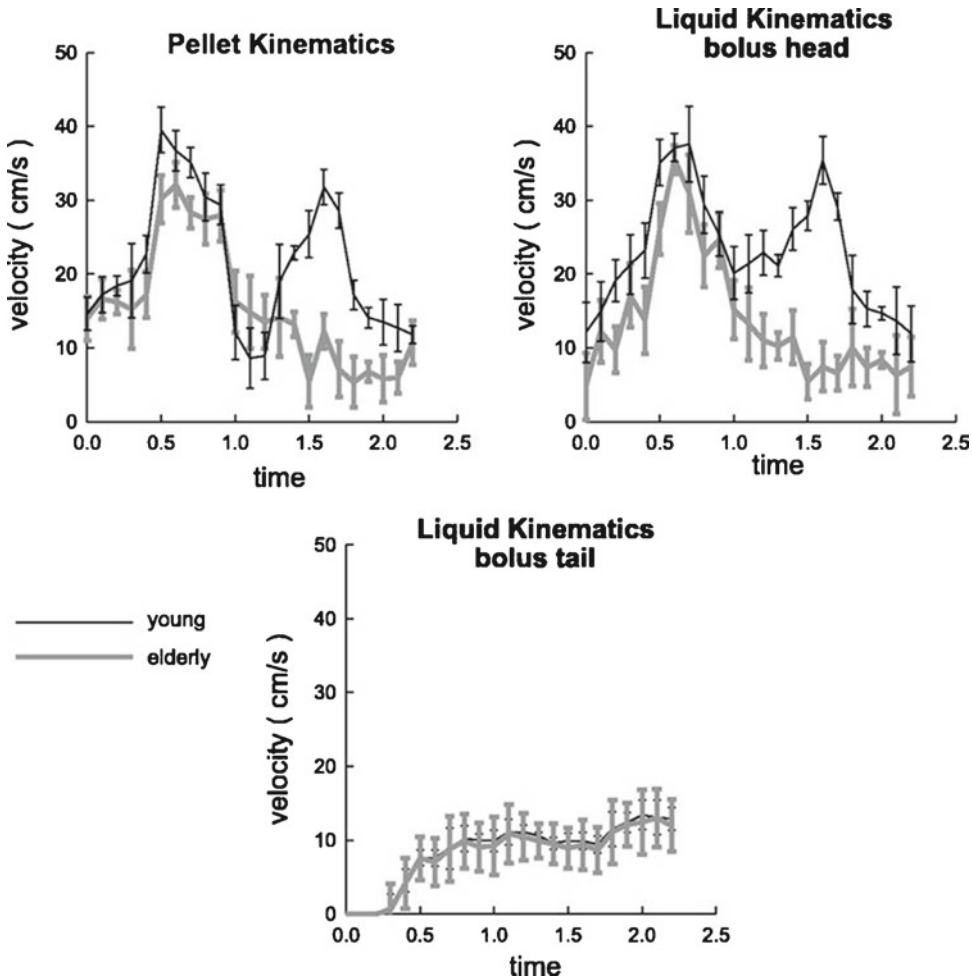 Pellet Kinematics
velocity ( cm/s )
50
40
30
20
10
0
0.0 0.5 1.0 1.5 2.0 2.5
time
Liquid Kinematics
bolus head
velocity ( cm/s )
50
40
30
20
10
0
0.0 0.5 1.0 1.5 2.0 2.5
time
young
elderly
Liquid Kinematics
bolus tail
velocity ( cm/s )
50
40
30
20
10
0
0.0 0.5 1.0 1.5 2.0 2.5
time